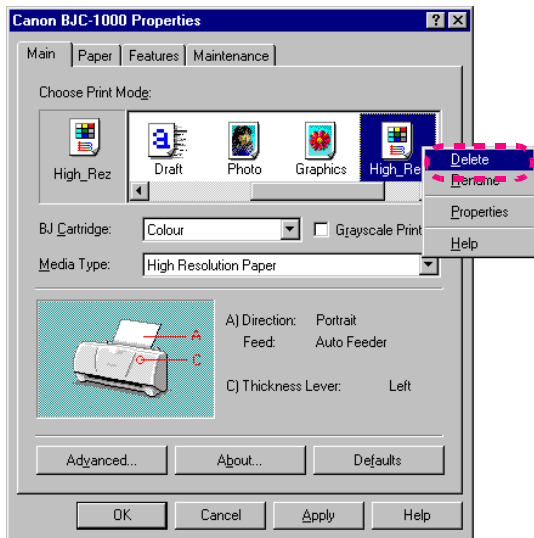 Canon BJC-1000 Properties
Main Paper Features Maintenance
Choose Print Mode:
High_Rez
Draft Photo Graphics High_Re
Delete
Rename
Properties
Help
BJ Cartridge: Colour Grayscale Print
Media Type: High Resolution Paper
A
C
A) Direction: Portrait
Feed: Auto Feeder
C) Thickness Lever: Left
Advanced... About... Defaults
OK Cancel Apply Help